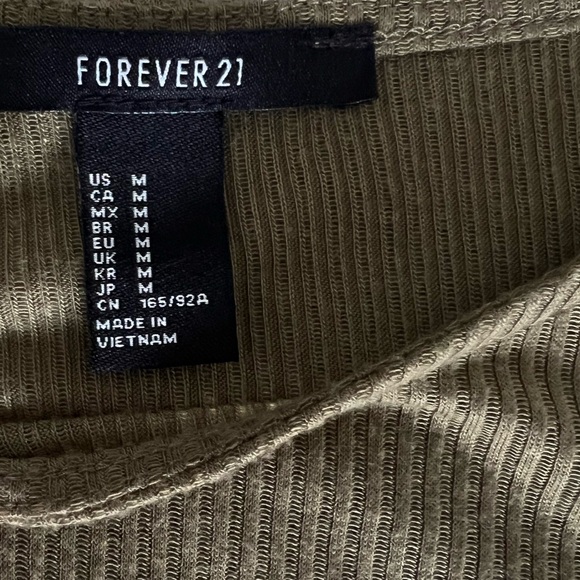 FOREVER 21
US M
CA M
MX M
BR M
EU M
UK M
KR M
JP M
CN 165/92A
MADE IN
VIETNAM